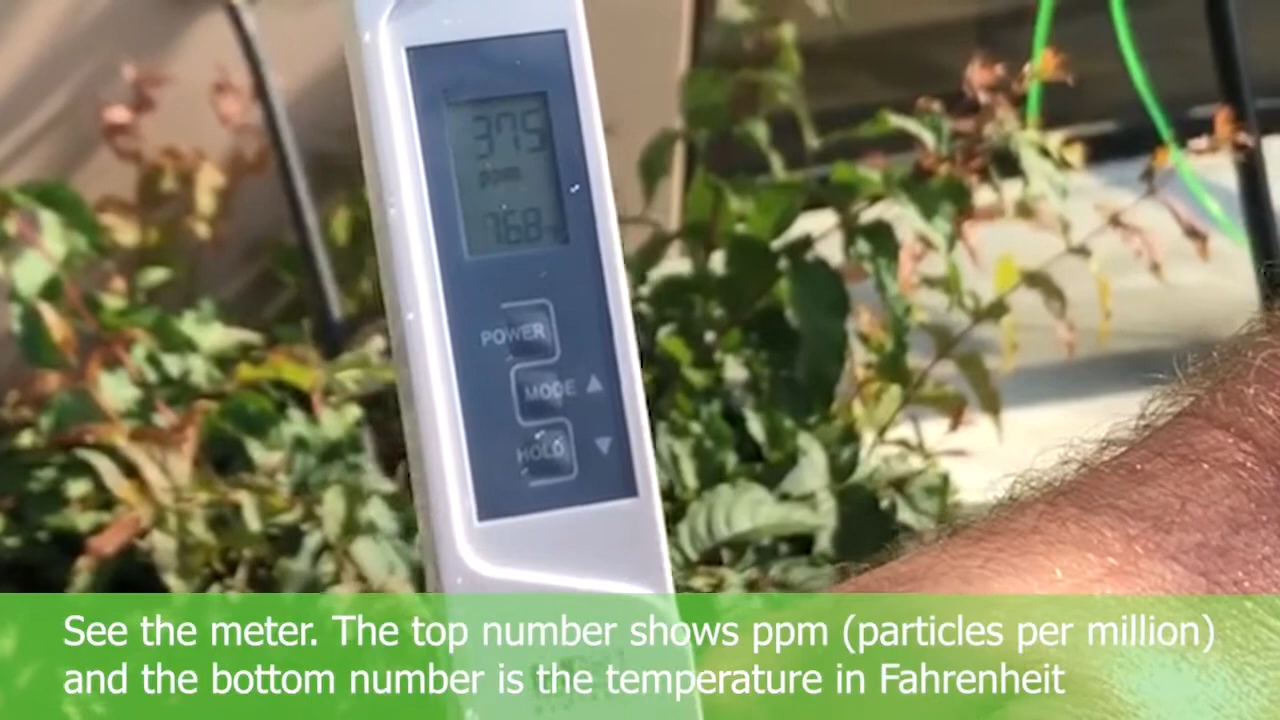 375
ppm
76.8
POWER
MODE ▲
HOLD ▼
See the meter. The top number shows ppm (particles per million)
and the bottom number is the temperature in Fahrenheit